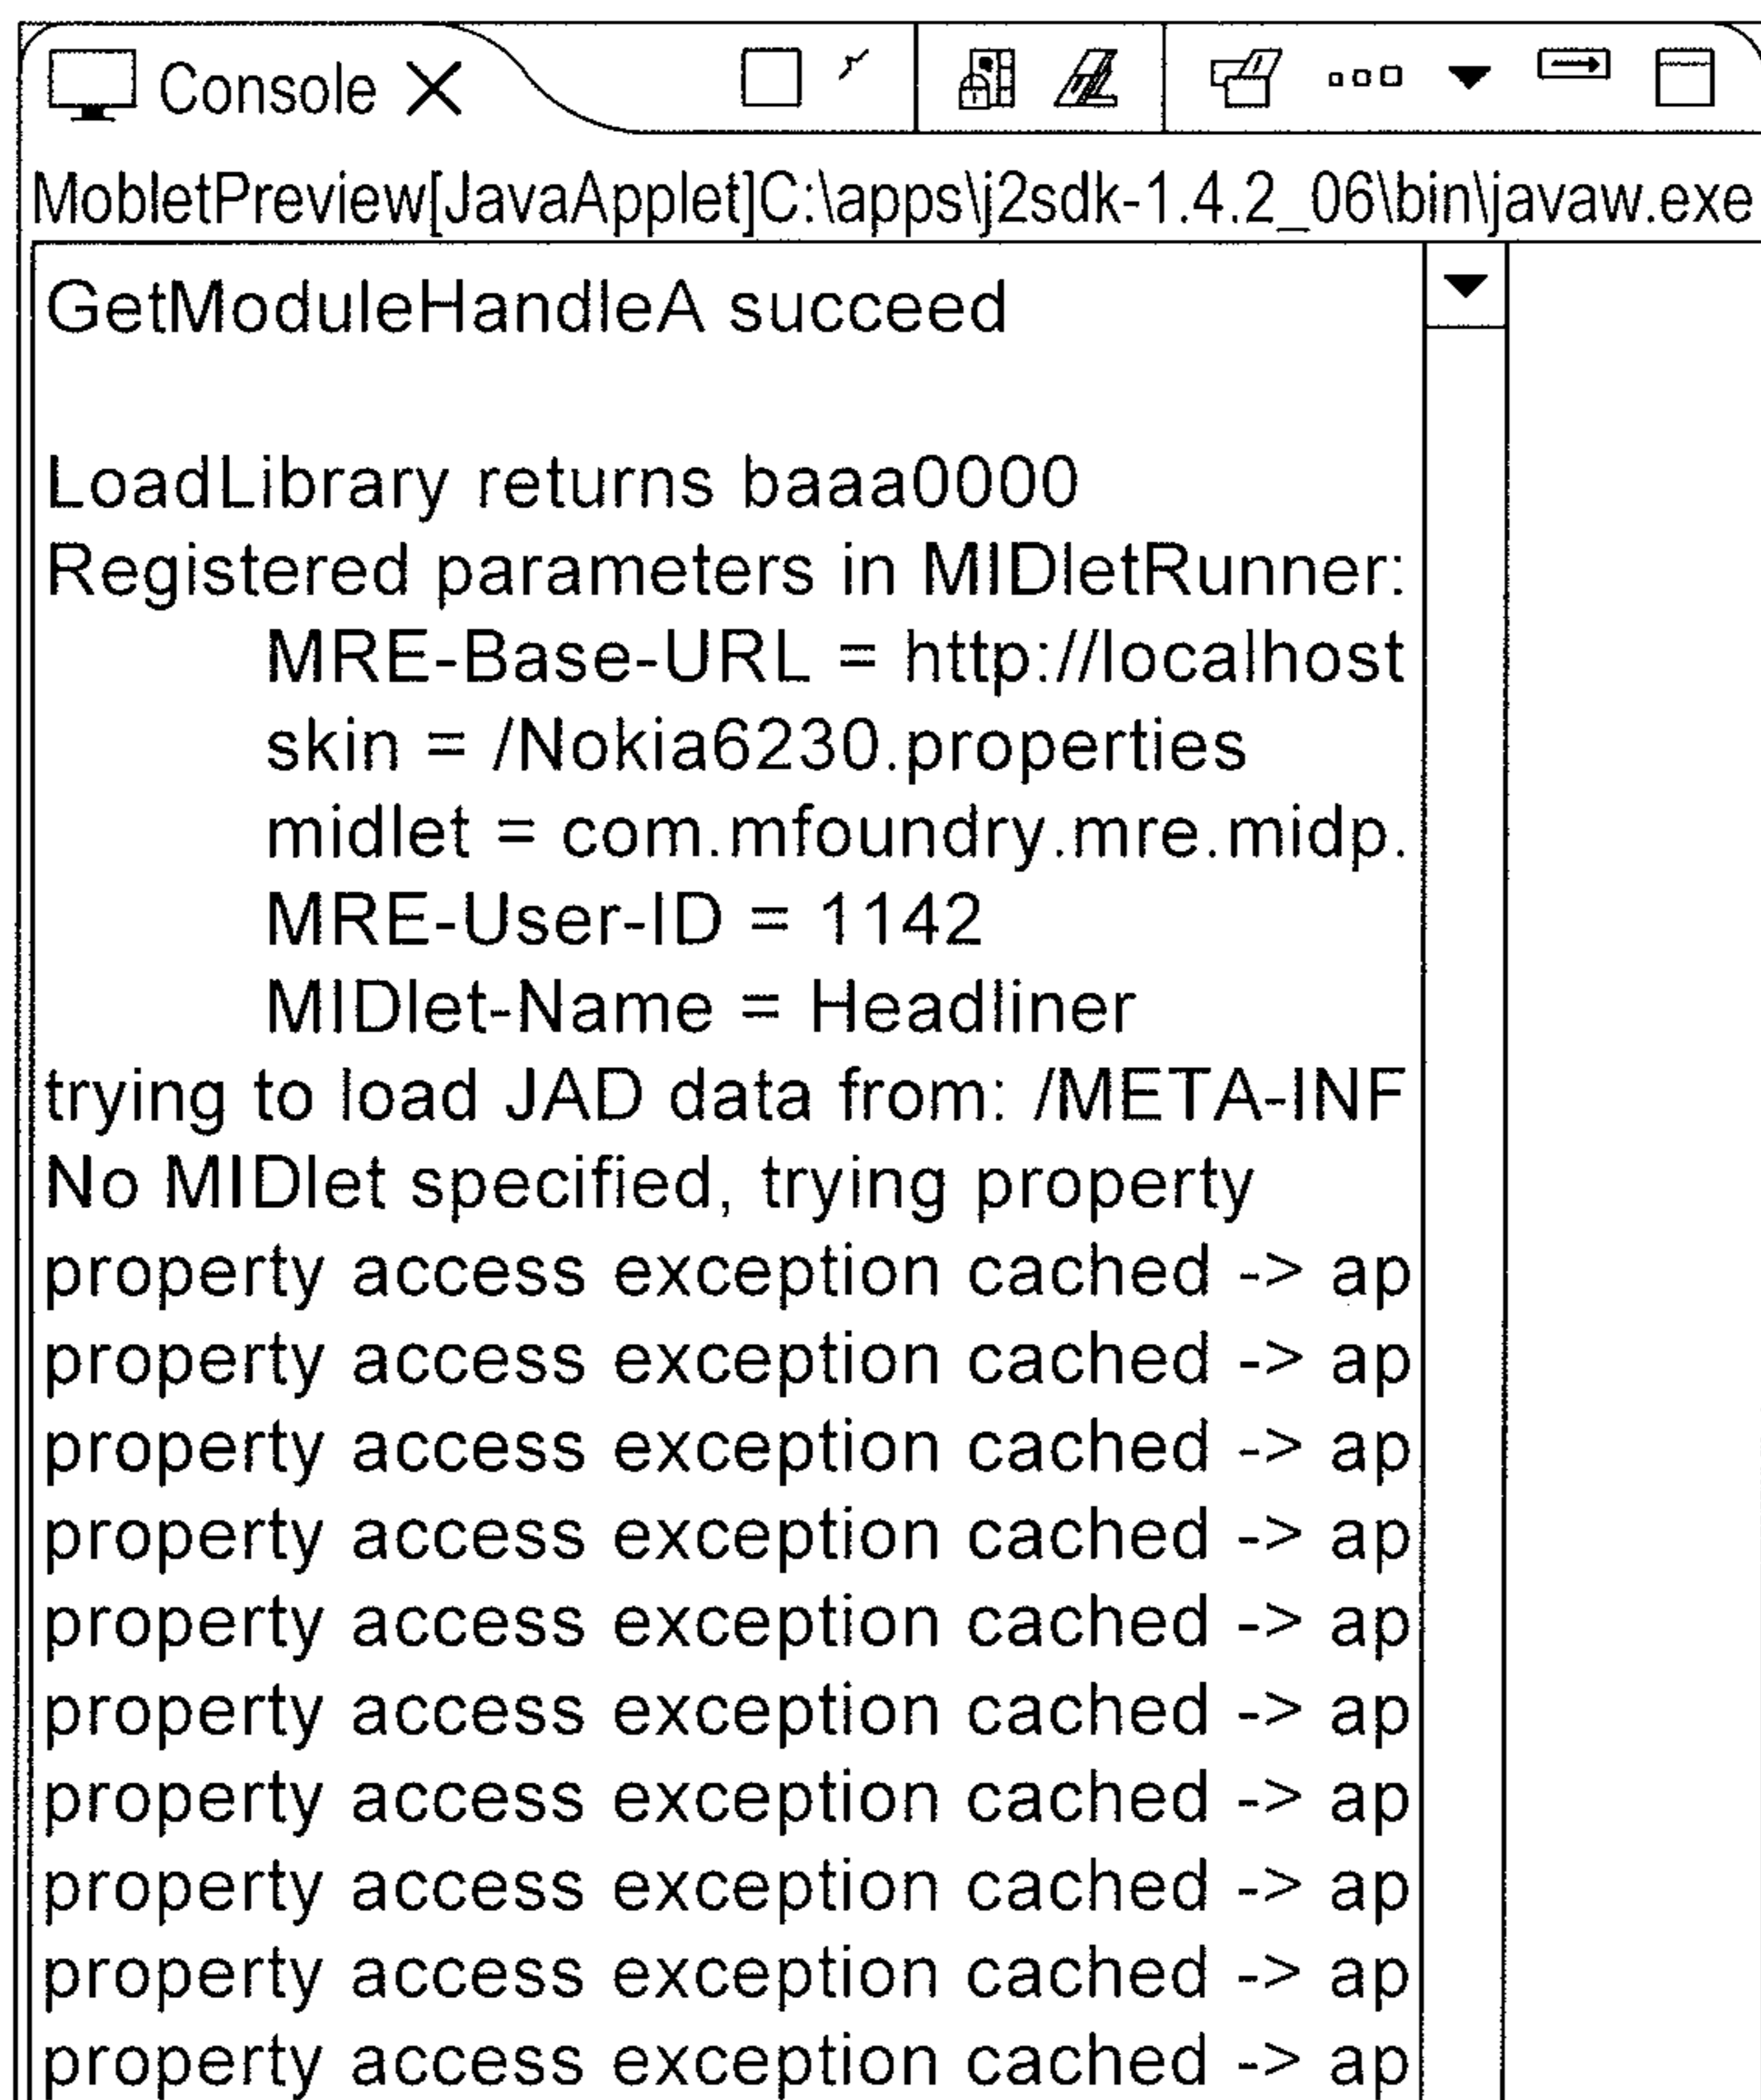 Console
MobletPreview[JavaApplet]C:\apps\j2sdk-1.4.2_06\bin\javaw.exe
GetModuleHandleA succeed
LoadLibrary returns baaa0000
Registered parameters in MIDletRunner:
MRE-Base-URL = http://localhost
skin = /Nokia6230.properties
midlet = com.mfoundry.mre.midp.
MRE-User-ID = 1142
MIDlet-Name = Headliner
trying to load JAD data from: /META-INF
No MIDlet specified, trying property
property access exception cached -> ap
property access exception cached -> ap
property access exception cached -> ap
property access exception cached -> ap
property access exception cached -> ap
property access exception cached -> ap
property access exception cached -> ap
property access exception cached -> ap
property access exception cached -> ap
property access exception cached -> ap